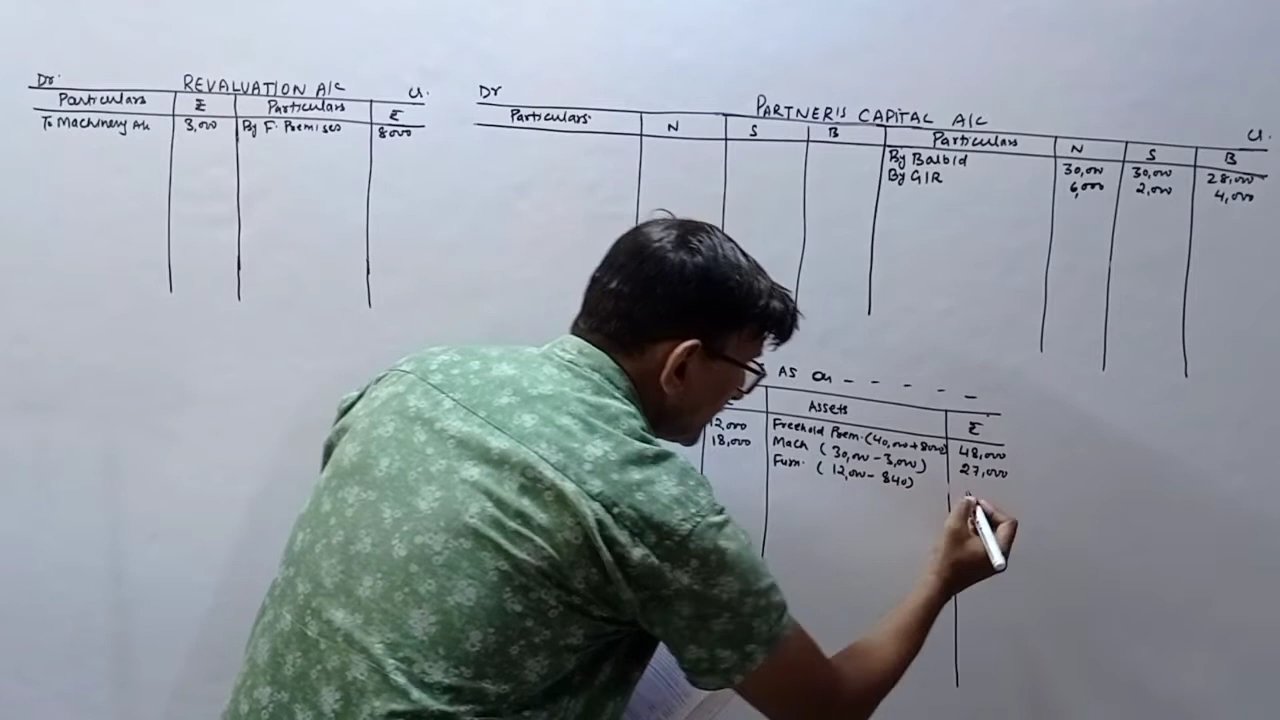 Dr. REVALUATION A/C Cr.
Particulars ₹ Particulars ₹
To Machinery A/c 3,000 By F. Premises 8000
Dr PARTNER'S CAPITAL A/C Cr.
Particulars N S B Particulars N S B
By Bal b/d 30,000 30,000 28,000
By G/R 6,000 2,000 4,000
AS on - - - - -
Assets ₹
12,000 Freehold Prem. (40,000+8000) 48,000
18,000 Mach (30,000-3,000) 27,000
Furn. (12,000-840)